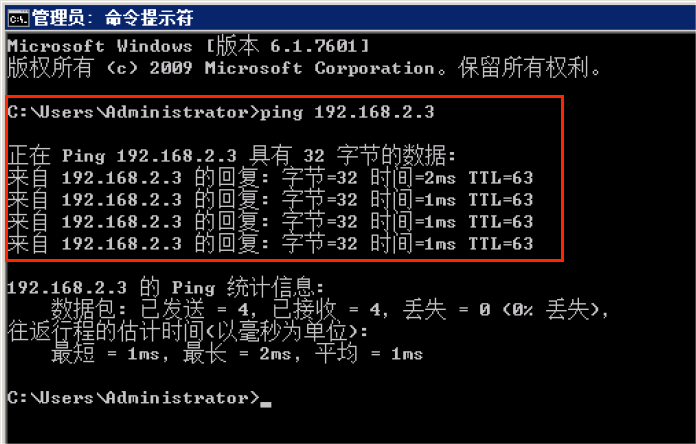 管理员: 命令提示符
Microsoft Windows [版本 6.1.7601]
版权所有 (c) 2009 Microsoft Corporation。保留所有权利。
C:\Users\Administrator>ping 192.168.2.3
正在 Ping 192.168.2.3 具有 32 字节的数据:
来自 192.168.2.3 的回复: 字节=32 时间=2ms TTL=63
来自 192.168.2.3 的回复: 字节=32 时间=1ms TTL=63
来自 192.168.2.3 的回复: 字节=32 时间=1ms TTL=63
来自 192.168.2.3 的回复: 字节=32 时间=1ms TTL=63
192.168.2.3 的 Ping 统计信息:
数据包: 已发送 = 4, 已接收 = 4, 丢失 = 0 (0% 丢失),
往返行程的估计时间(以毫秒为单位):
最短 = 1ms, 最长 = 2ms, 平均 = 1ms
C:\Users\Administrator>_